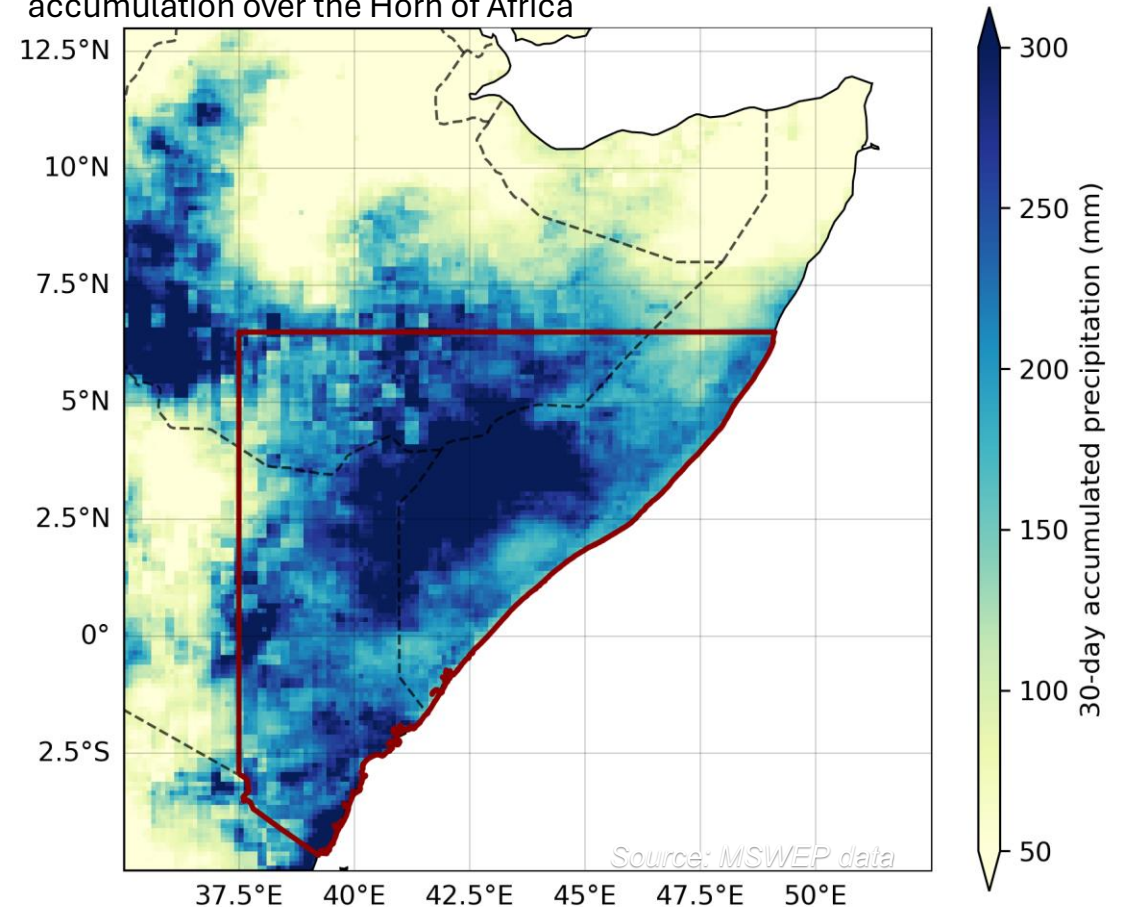 accumulation over the Horn of Africa
12.5°N
10°N
7.5°N
5°N
2.5°N
0°
2.5°S
37.5°E 40°E 42.5°E 45°E 47.5°E 50°E
Source: MSWEP data
300
250
200
150
100
50
30-day accumulated precipitation (mm)